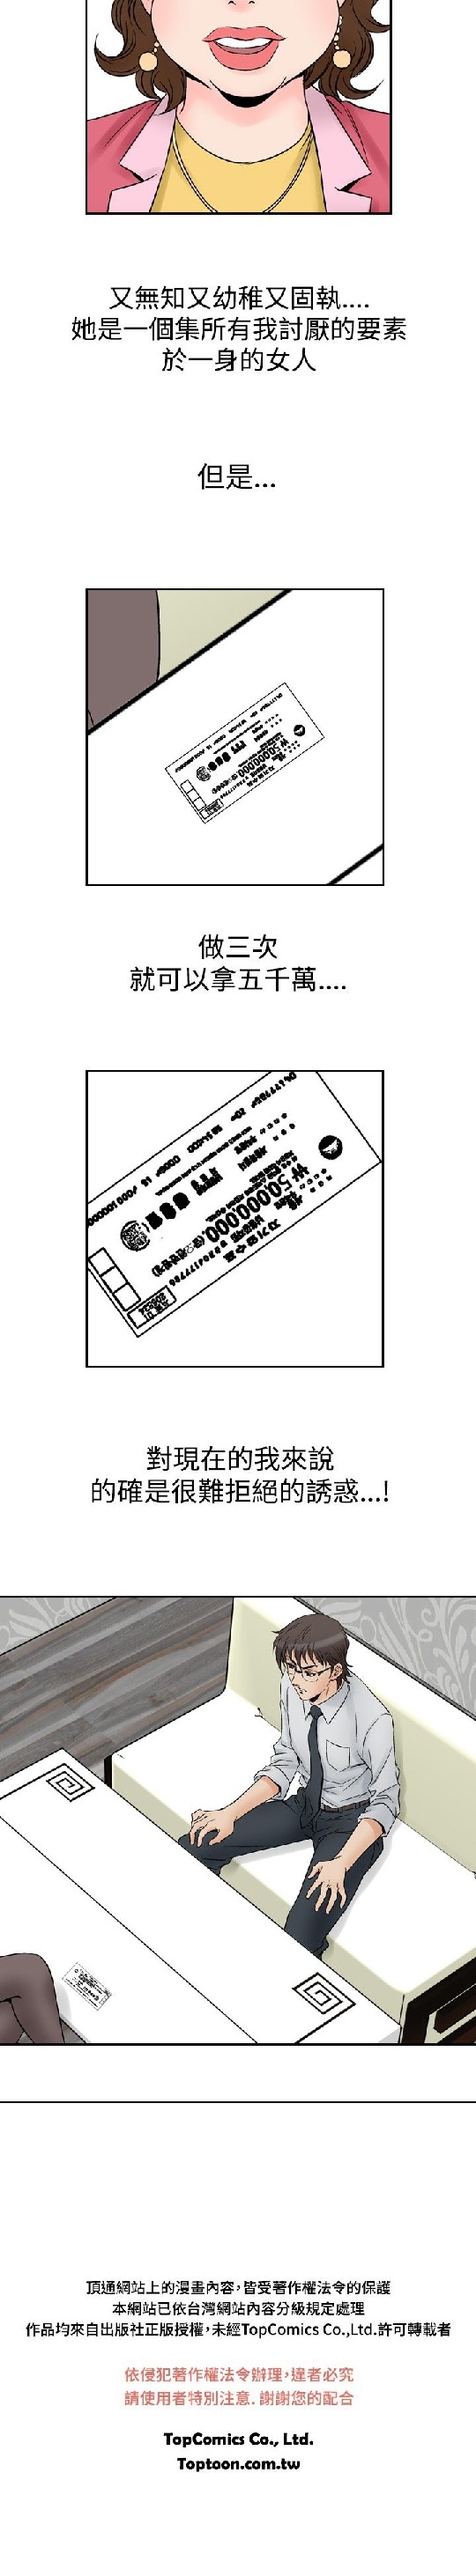 又無知又幼稚又固執....
她是一個集所有我討厭的要素
於一身的女人
但是...
₩50,000,000
做三次
就可以拿五千萬....
₩50,000,000
對現在的我來說
的確是很難拒絕的誘惑...!
頂通網站上的漫畫內容,皆受著作權法令的保護
本網站已依台灣網站內容分級規定處理
作品均來自出版社正版授權,未經TopComics Co.,Ltd.許可轉載者
依侵犯著作權法令辦理,違者必究
請使用者特別注意. 謝謝您的配合
TopComics Co., Ltd.
Toptoon.com.tw